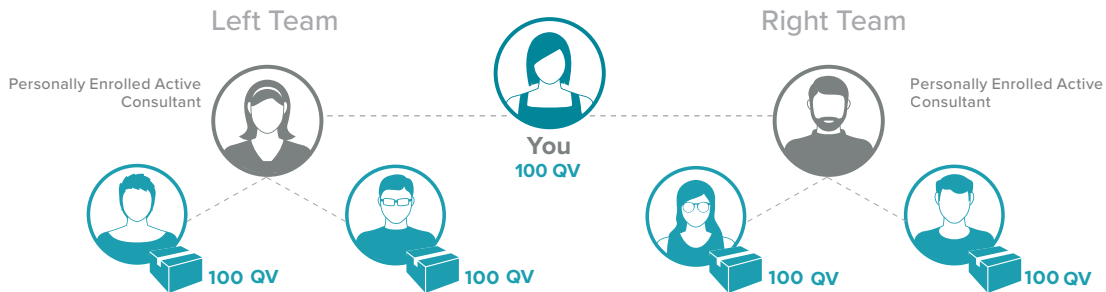 Left Team
Right Team
Personally Enrolled Active
Consultant
Personally Enrolled Active
Consultant
You
100 QV
100 QV
100 QV
100 QV
100 QV